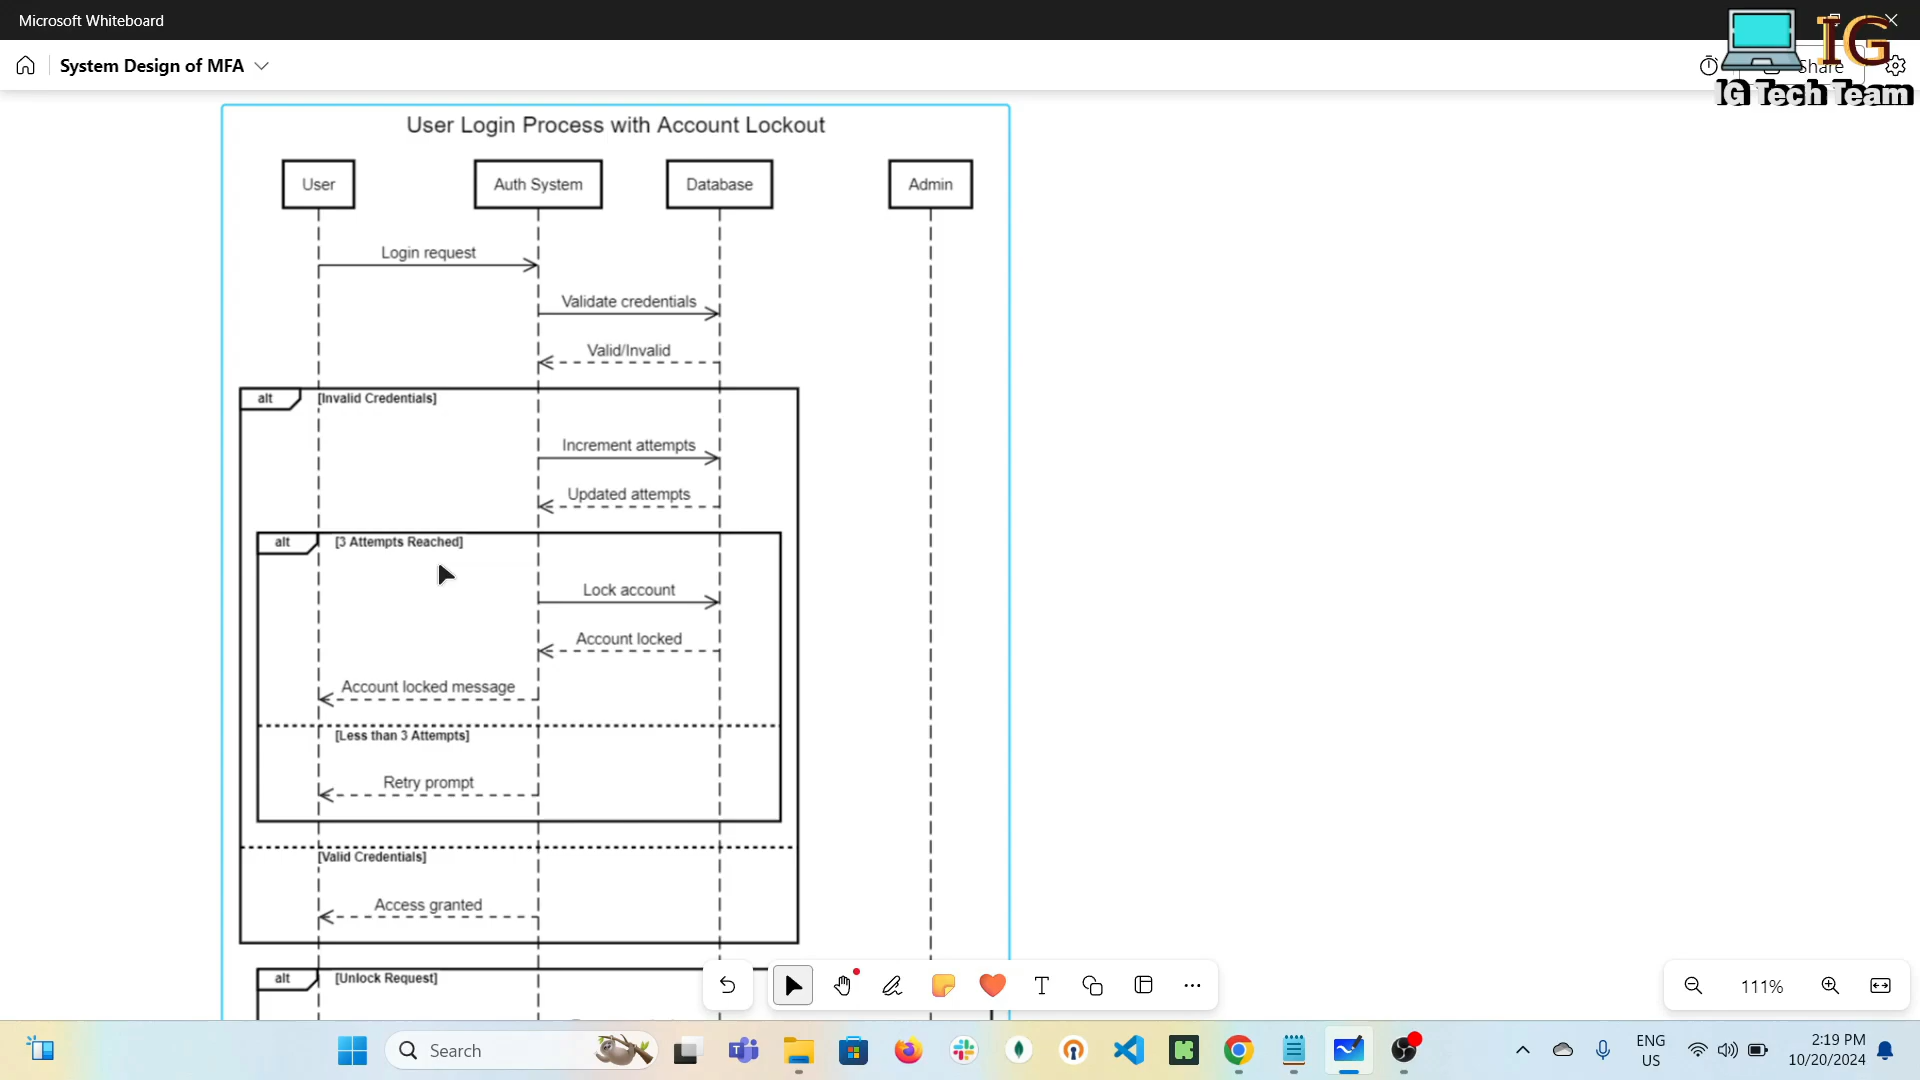 Microsoft Whiteboard
System Design of MFA
Share
IG
IG Tech Team
User Login Process with Account Lockout
User
Auth System
Database
Admin
Login request
Validate credentials
Valid/Invalid
alt
[Invalid Credentials]
Increment attempts
Updated attempts
alt
[3 Attempts Reached]
Lock account
Account locked
Account locked message
[Less than 3 Attempts]
Retry prompt
[Valid Credentials]
Access granted
alt
[Unlock Request]
111%
Search
ENG
US
2:19 PM
10/20/2024